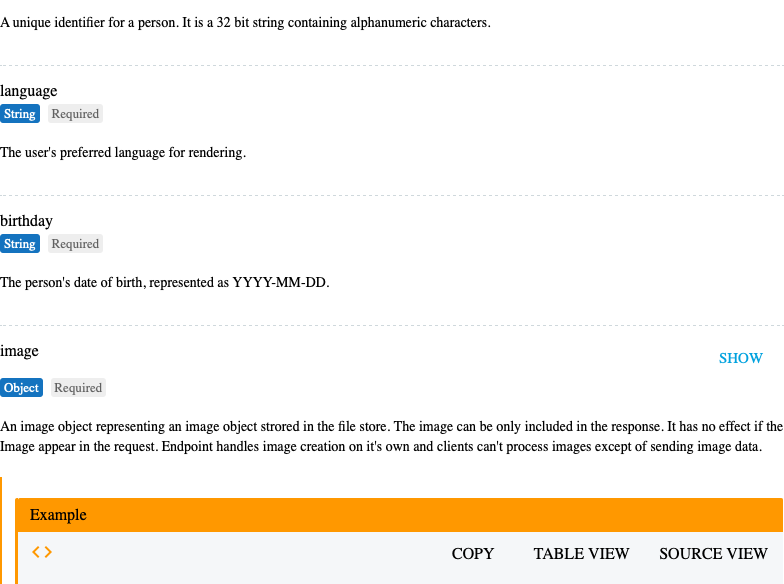 A unique identifier for a person. It is a 32 bit string containing alphanumeric characters.
language
String Required
The user's preferred language for rendering.
birthday
String Required
The person's date of birth, represented as YYYY-MM-DD.
image
SHOW
Object Required
An image object representing an image object strored in the file store. The image can be only included in the response. It has no effect if the
Image appear in the request. Endpoint handles image creation on it's own and clients can't process images except of sending image data.
Example
<> COPY TABLE VIEW SOURCE VIEW